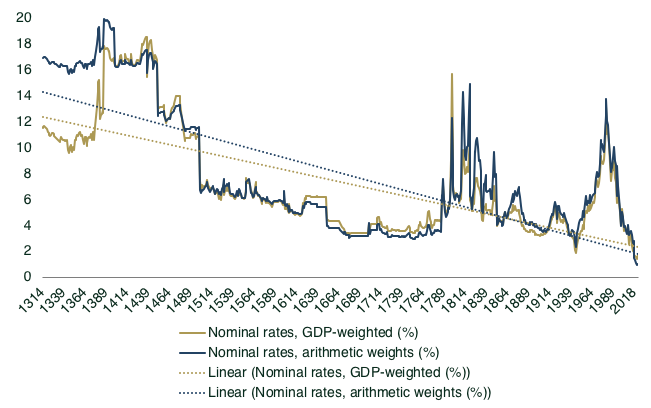 20
18
16
14
12
10
8
6
4
2
0
1314 1339 1364 1389 1414 1439 1464 1489 1514 1539 1564 1589 1614 1639 1664 1689 1714 1739 1764 1789 1814 1839 1864 1889 1914 1939 1964 1989 2018
Nominal rates, GDP-weighted (%)
Nominal rates, arithmetic weights (%)
Linear (Nominal rates, GDP-weighted (%))
Linear (Nominal rates, arithmetic weights (%))